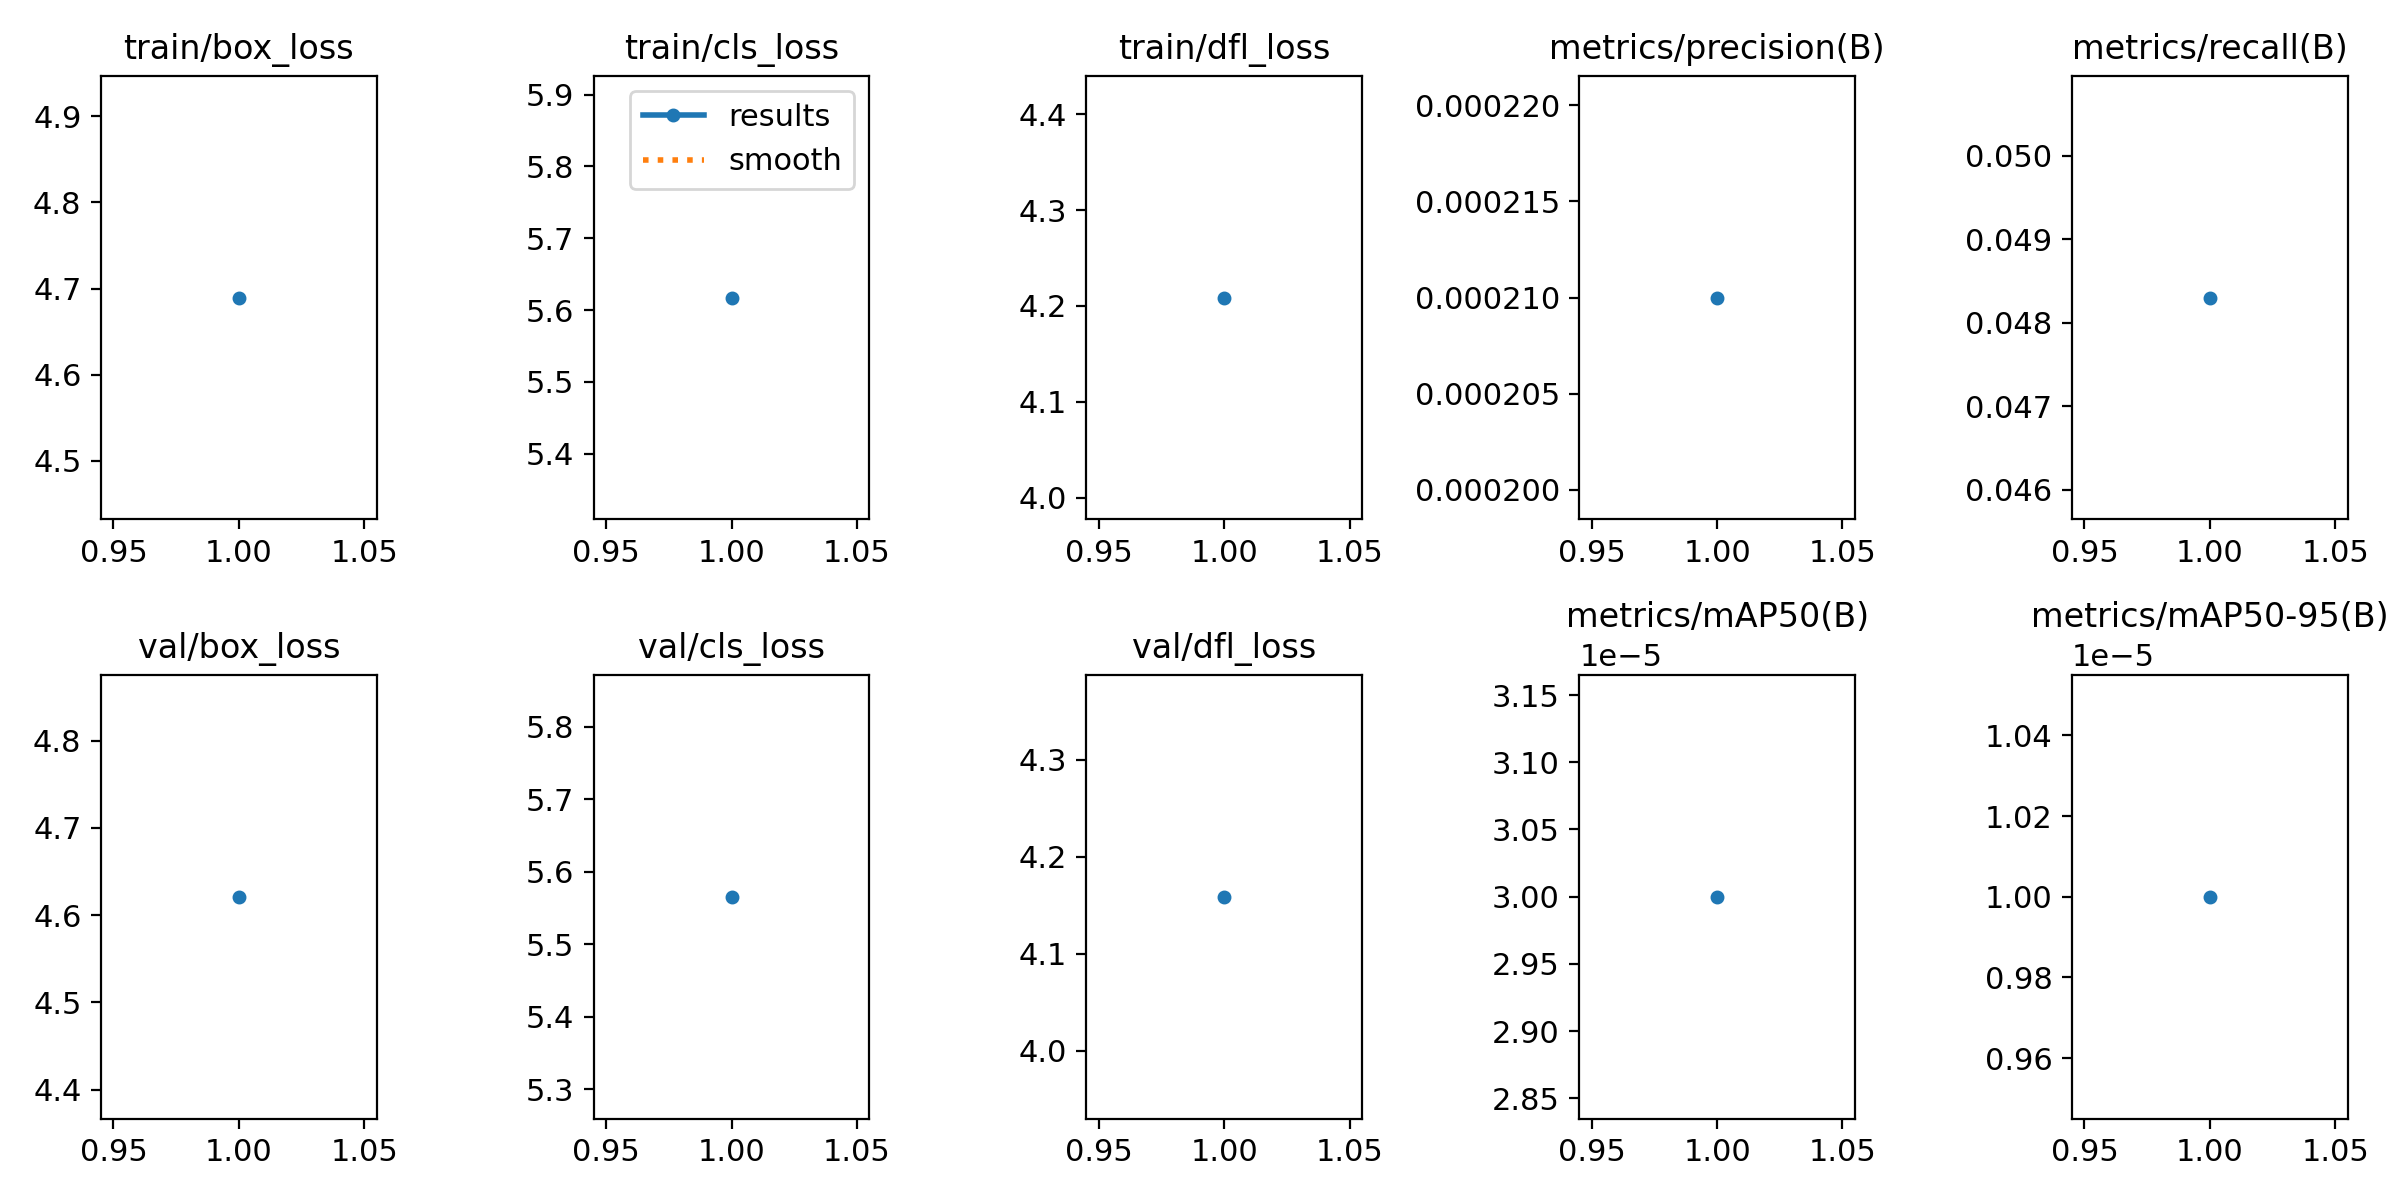 train/box_loss
4.9
4.8
4.7
4.6
4.5
0.95 1.00 1.05
train/cls_loss
results
smooth
5.9
5.8
5.7
5.6
5.5
5.4
0.95 1.00 1.05
train/dfl_loss
4.4
4.3
4.2
4.1
4.0
0.95 1.00 1.05
metrics/precision(B)
0.000220
0.000215
0.000210
0.000205
0.000200
0.95 1.00 1.05
metrics/recall(B)
0.050
0.049
0.048
0.047
0.046
0.95 1.00 1.05
val/box_loss
4.8
4.7
4.6
4.5
4.4
0.95 1.00 1.05
val/cls_loss
5.8
5.7
5.6
5.5
5.4
5.3
0.95 1.00 1.05
val/dfl_loss
4.3
4.2
4.1
4.0
0.95 1.00 1.05
metrics/mAP50(B)
1e−5
3.15
3.10
3.05
3.00
2.95
2.90
2.85
0.95 1.00 1.05
metrics/mAP50-95(B)
1e−5
1.04
1.02
1.00
0.98
0.96
0.95 1.00 1.05